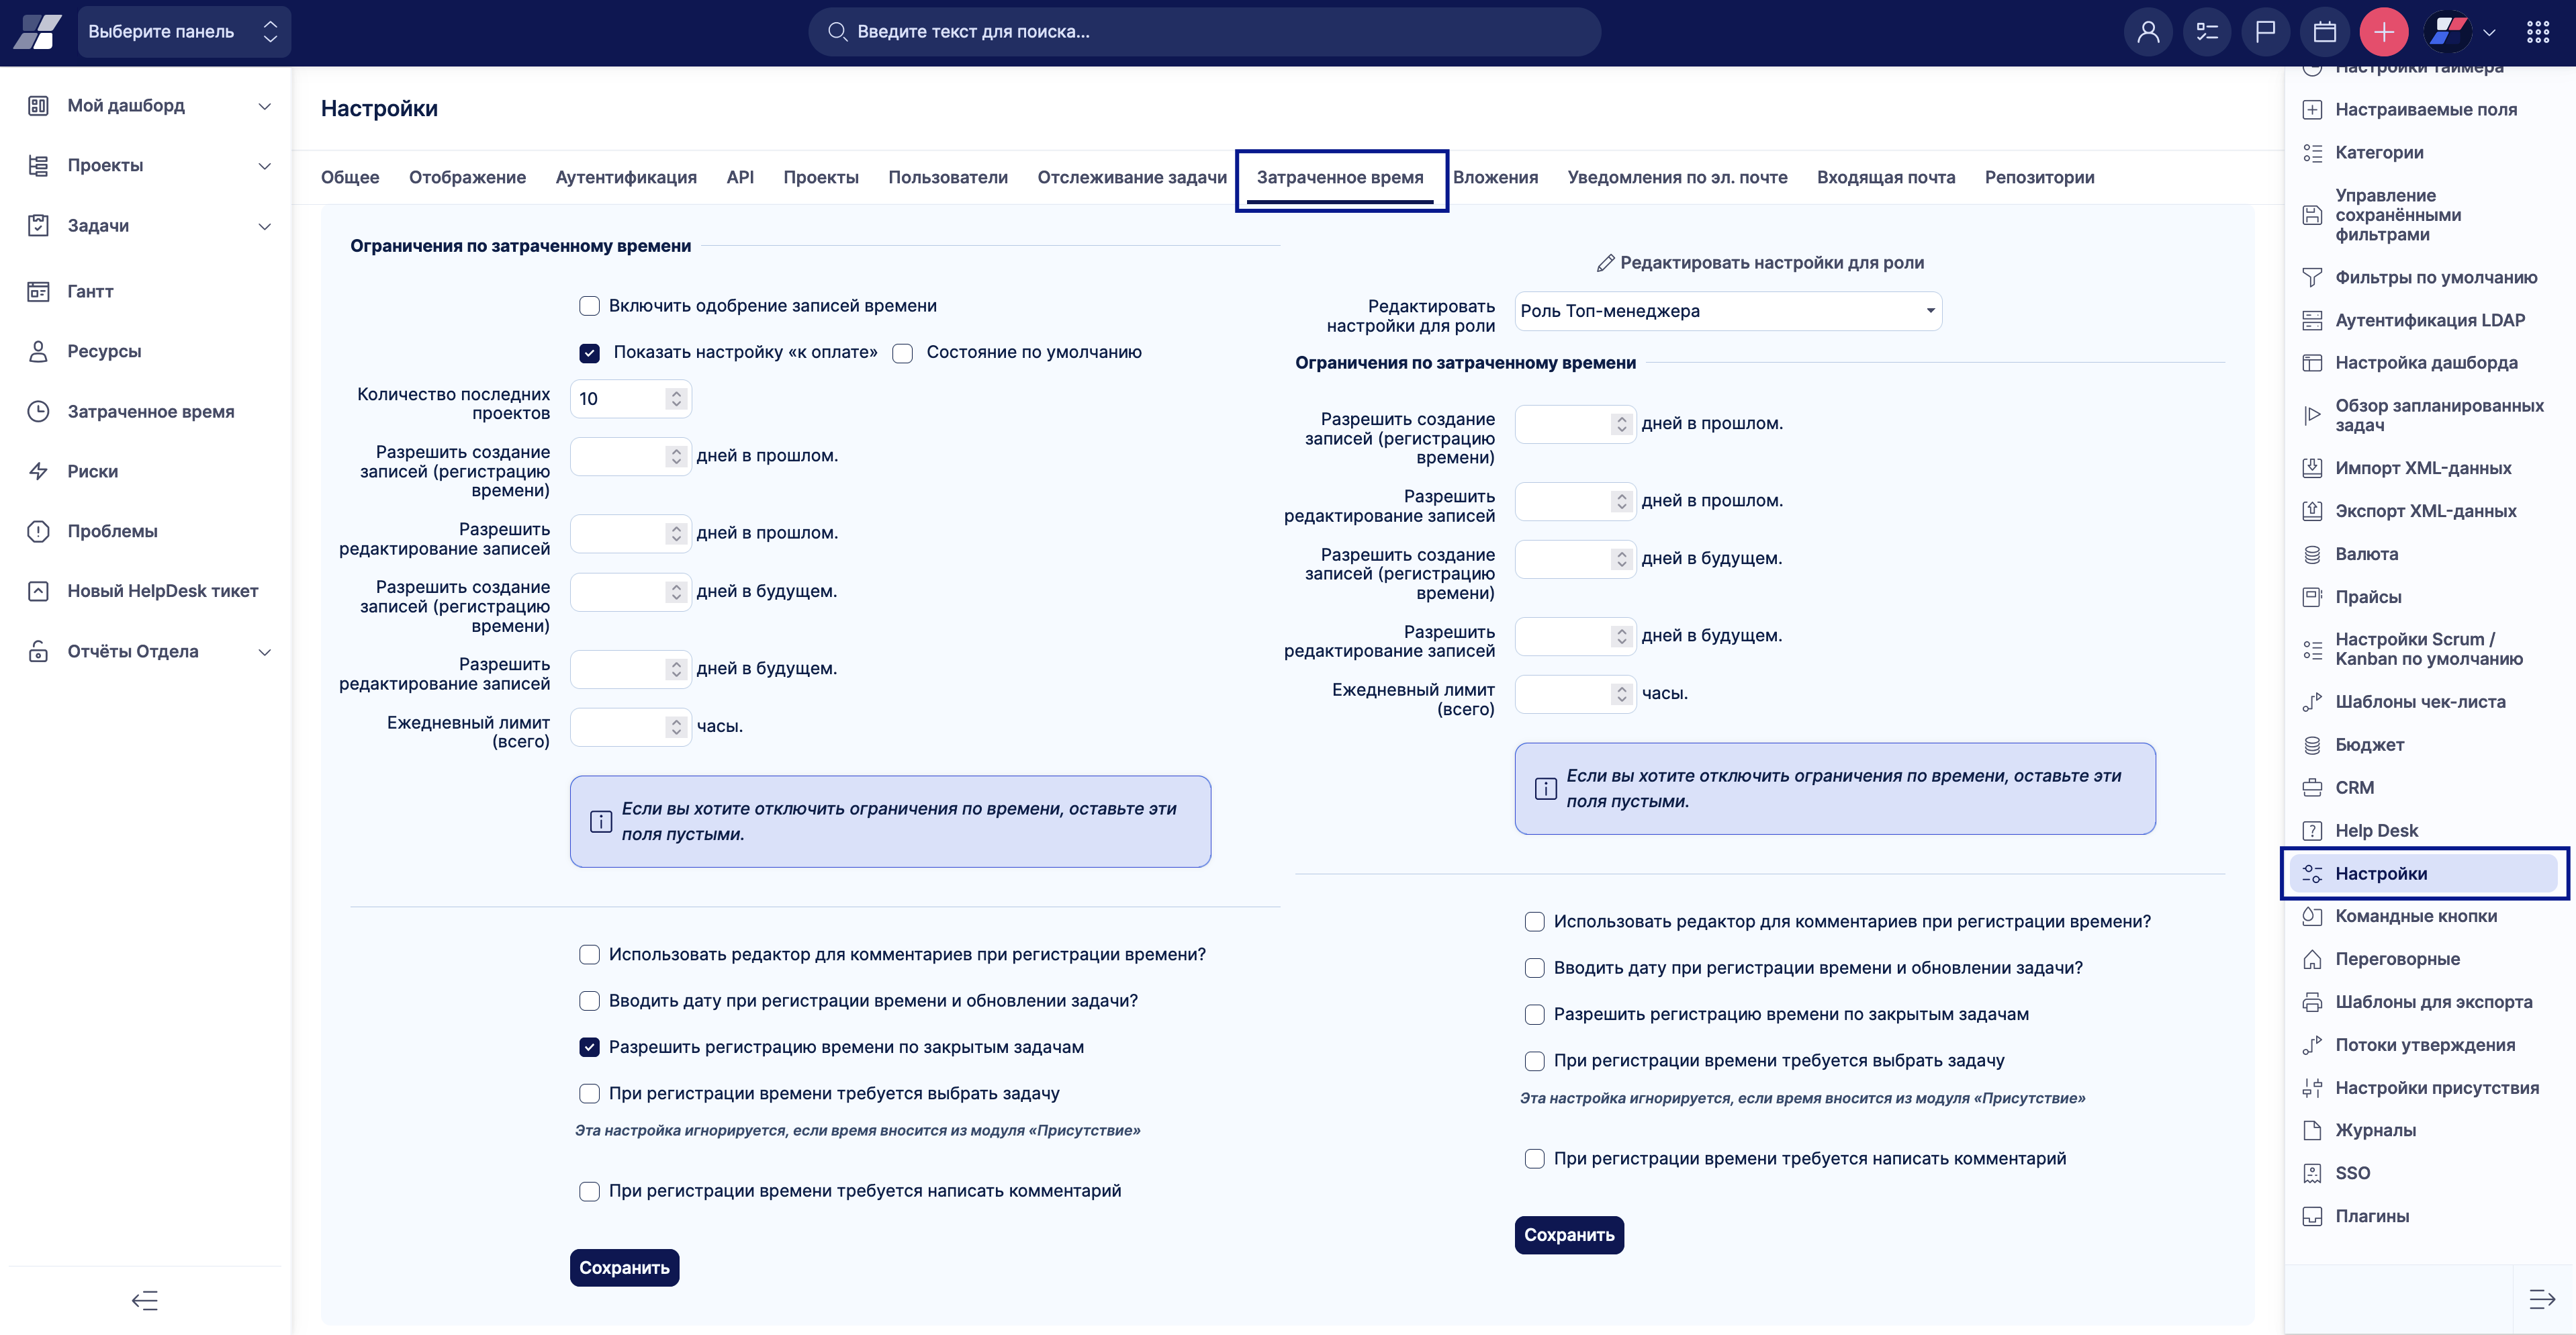 Выберите панель
Введите текст для поиска...
Мой дашборд
Проекты
Задачи
Гантт
Ресурсы
Затраченное время
Риски
Проблемы
Новый HelpDesk тикет
Отчёты Отдела
Настройки
Общее
Отображение
Аутентификация
API
Проекты
Пользователи
Отслеживание задачи
Затраченное время
Вложения
Уведомления по эл. почте
Входящая почта
Репозитории
Ограничения по затраченному времени
Включить одобрение записей времени
Показать настройку «к оплате»
Состояние по умолчанию
Количество последних
проектов
10
Разрешить создание
записей (регистрацию
времени)
дней в прошлом.
Разрешить
редактирование записей
дней в прошлом.
Разрешить создание
записей (регистрацию
времени)
дней в будущем.
Разрешить
редактирование записей
дней в будущем.
Ежедневный лимит
(всего)
часы.
Если вы хотите отключить ограничения по времени, оставьте эти
поля пустыми.
Использовать редактор для комментариев при регистрации времени?
Вводить дату при регистрации времени и обновлении задачи?
Разрешить регистрацию времени по закрытым задачам
При регистрации времени требуется выбрать задачу
Эта настройка игнорируется, если время вносится из модуля «Присутствие»
При регистрации времени требуется написать комментарий
Сохранить
Редактировать настройки для роли
Редактировать
настройки для роли
Роль Топ-менеджера
Ограничения по затраченному времени
Разрешить создание
записей (регистрацию
времени)
дней в прошлом.
Разрешить
редактирование записей
дней в прошлом.
Разрешить создание
записей (регистрацию
времени)
дней в будущем.
Разрешить
редактирование записей
дней в будущем.
Ежедневный лимит
(всего)
часы.
Если вы хотите отключить ограничения по времени, оставьте эти
поля пустыми.
Использовать редактор для комментариев при регистрации времени?
Вводить дату при регистрации времени и обновлении задачи?
Разрешить регистрацию времени по закрытым задачам
При регистрации времени требуется выбрать задачу
Эта настройка игнорируется, если время вносится из модуля «Присутствие»
При регистрации времени требуется написать комментарий
Сохранить
Настройки таймера
Настраиваемые поля
Категории
Управление
сохранёнными
фильтрами
Фильтры по умолчанию
Аутентификация LDAP
Настройка дашборда
Обзор запланированных
задач
Импорт XML-данных
Экспорт XML-данных
Валюта
Прайсы
Настройки Scrum /
Kanban по умолчанию
Шаблоны чек-листа
Бюджет
CRM
Help Desk
Настройки
Командные кнопки
Переговорные
Шаблоны для экспорта
Потоки утверждения
Настройки присутствия
Журналы
SSO
Плагины